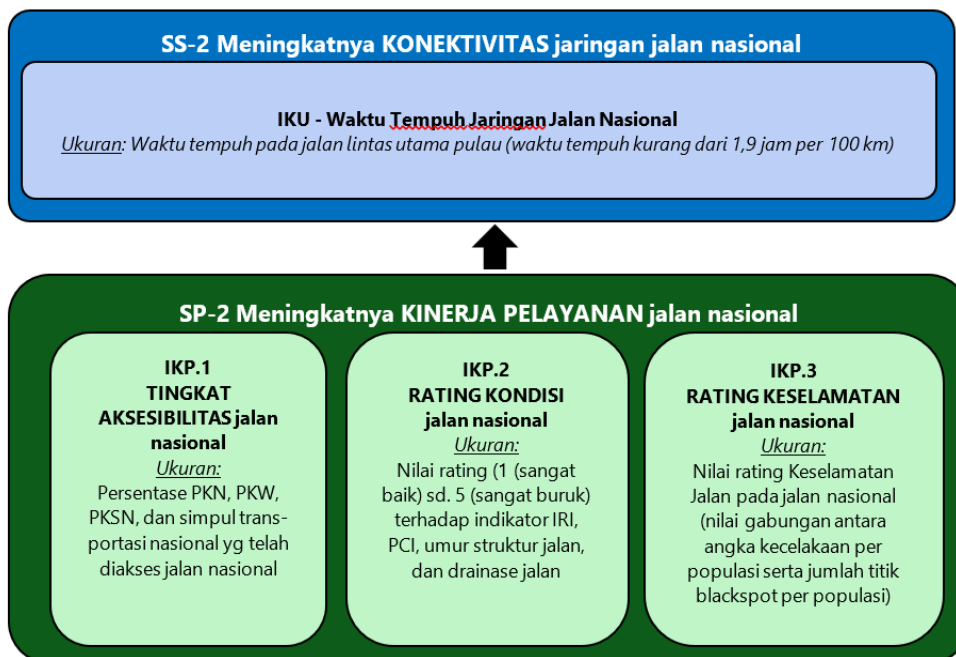 SS-2 Meningkatnya KONEKTIVITAS jaringan jalan nasional
IKU - Waktu Tempuh Jaringan Jalan Nasional
Ukuran: Waktu tempuh pada jalan lintas utama pulau (waktu tempuh kurang dari 1,9 jam per 100 km)
SP-2 Meningkatnya KINERJA PELAYANAN jalan nasional
IKP.1
TINGKAT
AKSESIBILITAS jalan
nasional
Ukuran:
Persentase PKN, PKW,
PKSN, dan simpul trans-
portasi nasional yg telah
diakses jalan nasional
IKP.2
RATING KONDISI
jalan nasional
Ukuran:
Nilai rating (1 (sangat
baik) sd. 5 (sangat buruk)
terhadap indikator IRI,
PCI, umur struktur jalan,
dan drainase jalan
IKP.3
RATING KESELAMATAN
jalan nasional
Ukuran:
Nilai rating Keselamatan
Jalan pada jalan nasional
(nilai gabungan antara
angka kecelakaan per
populasi serta jumlah titik
blackspot per populasi)